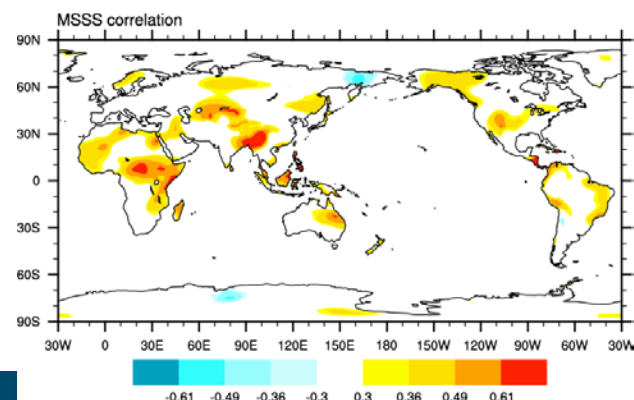 MSSS correlation
90N
60N
30N
0
30S
60S
90S
30W 0 30E 60E 90E 120E 150E 180 150W 120W 90W 60W 30W
-0.61 -0.49 -0.36 -0.3 0.3 0.36 0.49 0.61